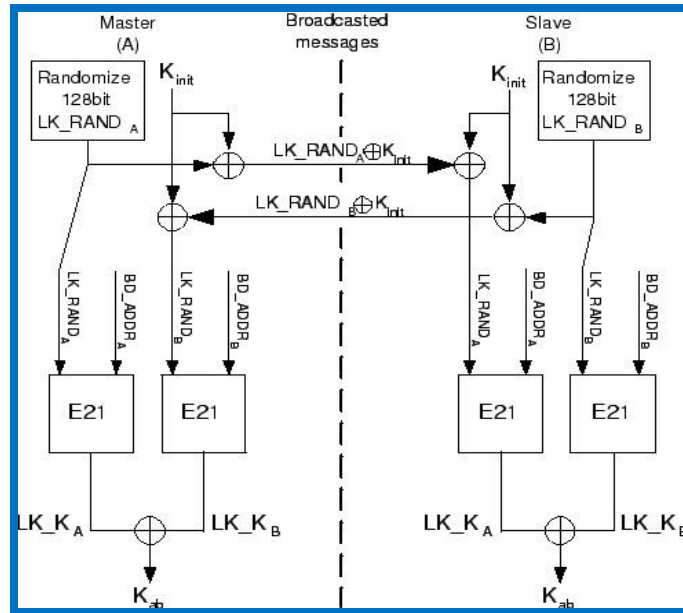 Master
(A)
Broadcasted
messages
Slave
(B)
Randomize
128bit
LK_RAND A
K init
K init
Randomize
128bit
LK_RAND B
LK_RAND A ⊕ K init
LK_RAND B ⊕ K init
LK_RAND A
BD_ADDR A
LK_RAND B
BD_ADDR B
LK_RAND A
BD_ADDR A
LK_RAND B
BD_ADDR B
E21
E21
E21
E21
LK_K A
LK_K B
LK_K A
LK_K B
K ab
K ab